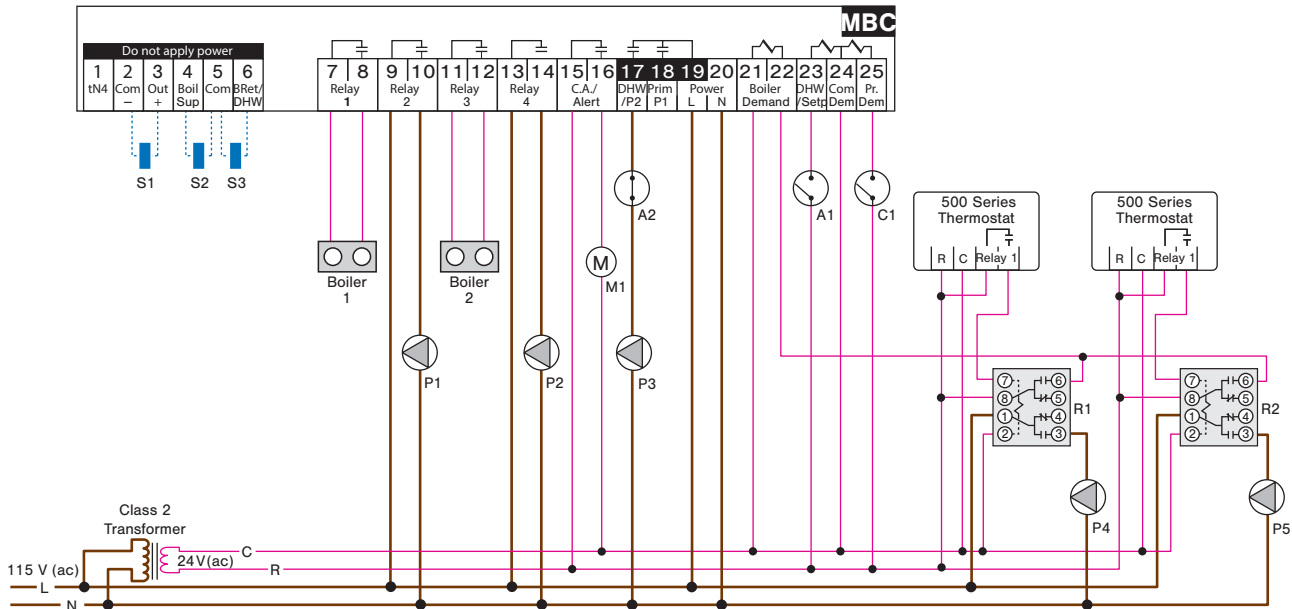 MBC
Do not apply power
1 2 3 4 5 6 7 8 9 10 11 12 13 14 15 16 17 18 19 20 21 22 23 24 25
tN4 Com Out Boil Com BRet/ Relay Relay Relay Relay C.A./ DHW Prim Power Boiler DHW Com Pr.
− + Sup DHW 1 2 3 4 Alert /P2 P1 L N Demand /Setp Dem Dem
S1 S2 S3
A2 A1 C1
500 Series
Thermostat
R C Relay 1
500 Series
Thermostat
R C Relay 1
Boiler
1
Boiler
2
M
M1
P1 P2 P3
7 6
8 5
1 4
2 3
R1
7 6
8 5
1 4
2 3
R2
P4 P5
Class 2
Transformer
115 V (ac)
24V(ac)
C
R
L
N